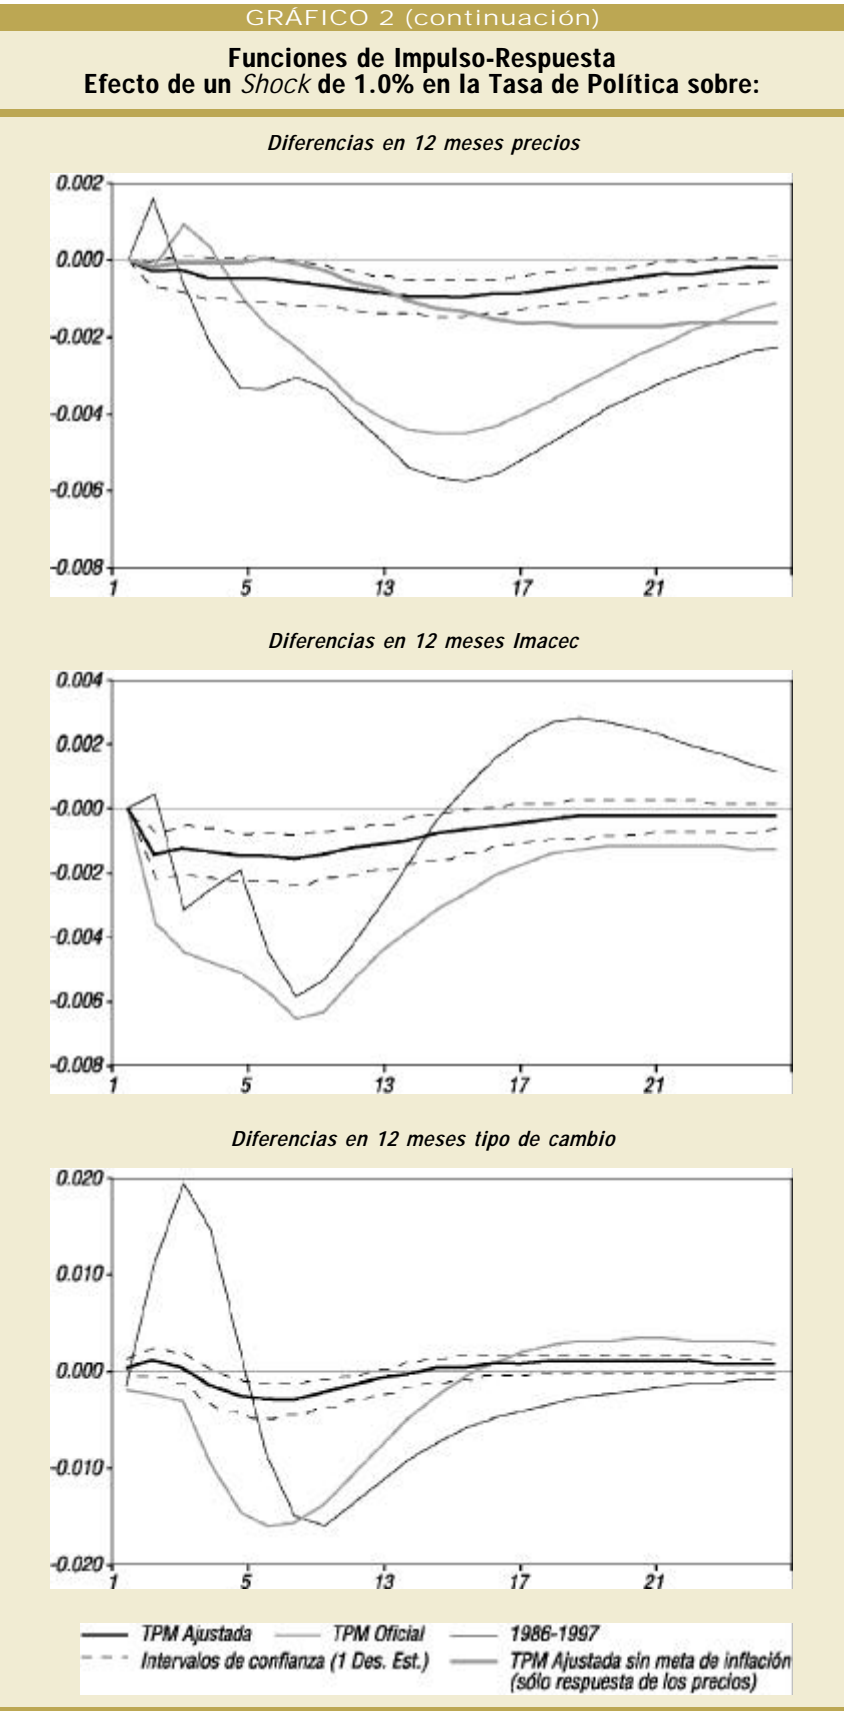 GRÁFICO 2 (continuación)
Funciones de Impulso-Respuesta
Efecto de un Shock de 1.0% en la Tasa de Política sobre:
Diferencias en 12 meses precios
0.002
0.000
-0.002
-0.004
-0.006
-0.008
1 5 13 17 21
Diferencias en 12 meses Imacec
0.004
0.002
-0.000
-0.002
-0.004
-0.006
-0.008
1 5 13 17 21
Diferencias en 12 meses tipo de cambio
0.020
0.010
0.000
-0.010
-0.020
1 5 13 17 21
TPM Ajustada TPM Oficial 1986-1997
Intervalos de confianza (1 Des. Est.) TPM Ajustada sin meta de inflación
(sólo respuesta de los precios)